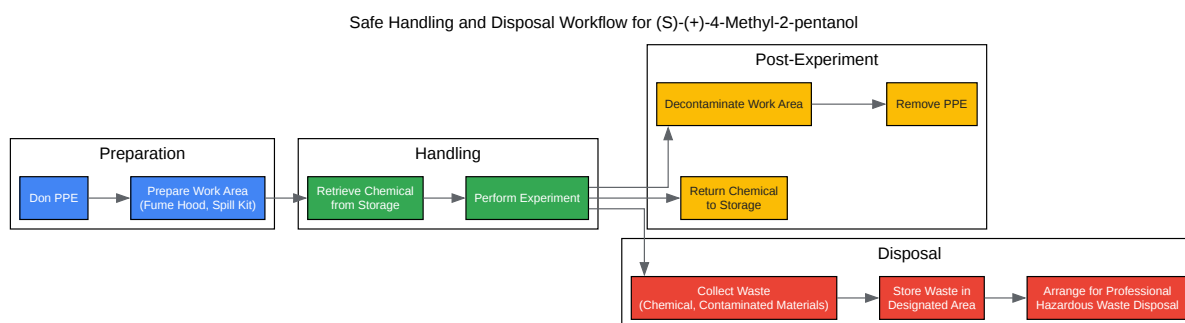 Safe Handling and Disposal Workflow for (S)-(+)-4-Methyl-2-pentanol
Preparation
Don PPE
Prepare Work Area
(Fume Hood, Spill Kit)
Handling
Retrieve Chemical
from Storage
Perform Experiment
Post-Experiment
Decontaminate Work Area
Remove PPE
Return Chemical
to Storage
Disposal
Collect Waste
(Chemical, Contaminated Materials)
Store Waste in
Designated Area
Arrange for Professional
Hazardous Waste Disposal